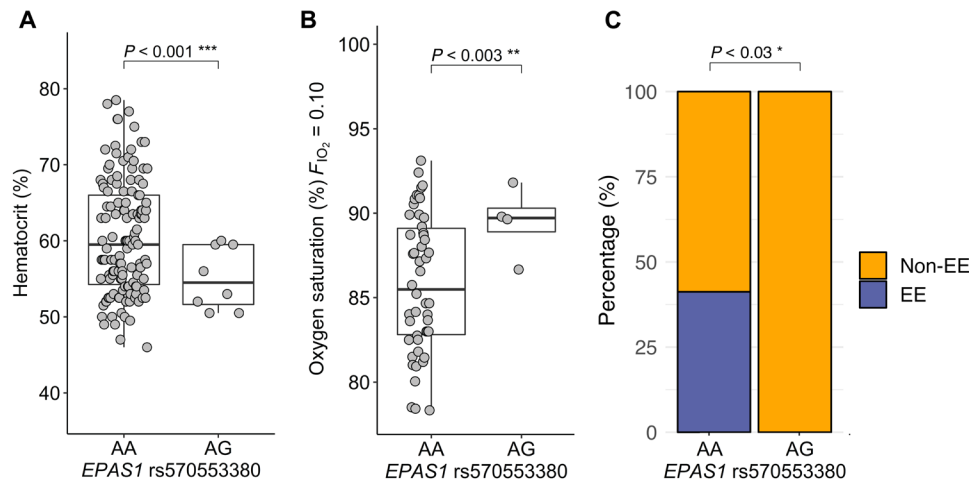 A
P < 0.001 ***
Hematocrit (%)
80
70
60
50
40
AA AG
EPAS1 rs570553380
B
P < 0.003 **
Oxygen saturation (%) FIO2 = 0.10
100
95
90
85
80
AA AG
EPAS1 rs570553380
C
P < 0.03 *
Percentage (%)
100
75
50
25
0
AA AG
EPAS1 rs570553380
Non-EE
EE